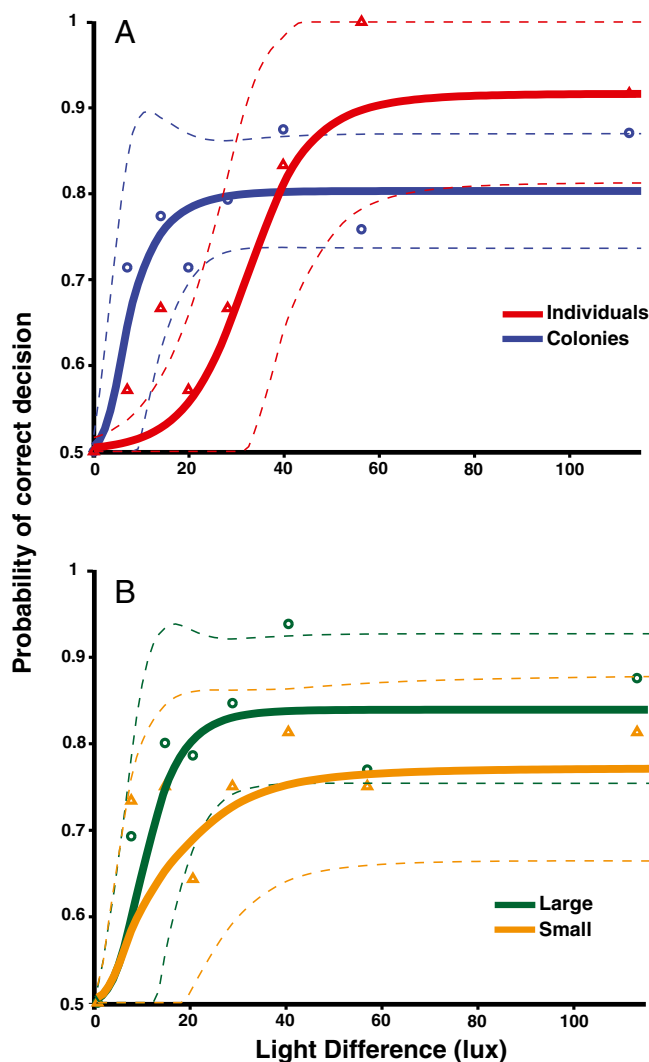 A
1
0.9
0.8
0.7
0.6
0.5
0 20 40 60 80 100
Individuals
Colonies
Probability of correct decision
B
1
0.9
0.8
0.7
0.6
0.5
0 20 40 60 80 100
Large
Small
Light Difference (lux)